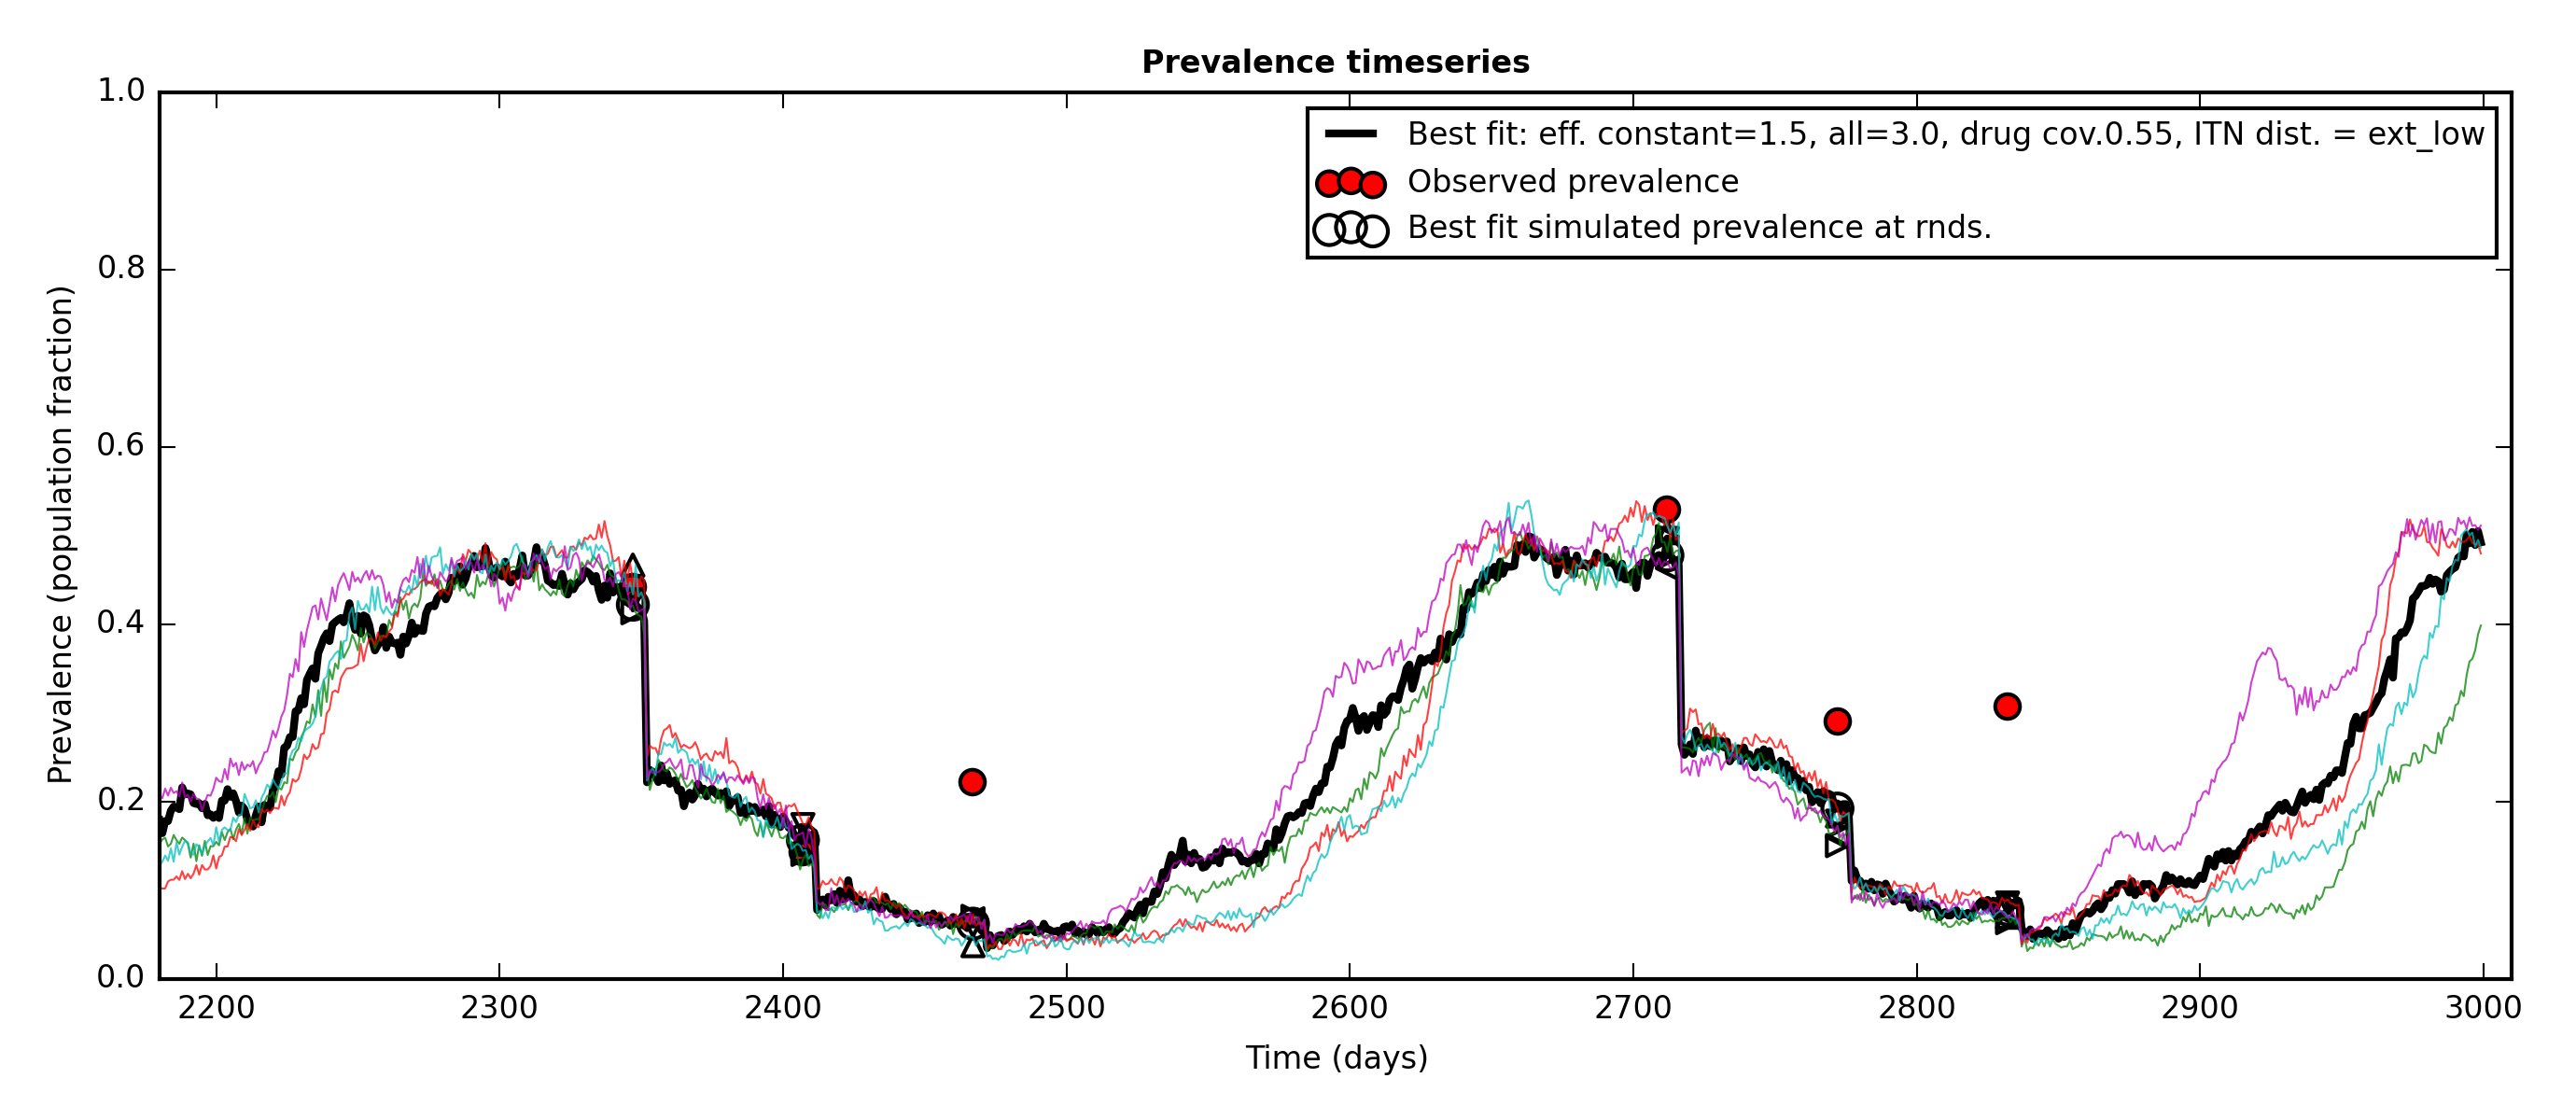 Prevalence timeseries
1.0
0.8
0.6
0.4
0.2
0.0
Prevalence (population fraction)
Best fit: eff. constant=1.5, all=3.0, drug cov.0.55, ITN dist. = ext_low
Observed prevalence
Best fit simulated prevalence at rnds.
2200 2300 2400 2500 2600 2700 2800 2900 3000
Time (days)